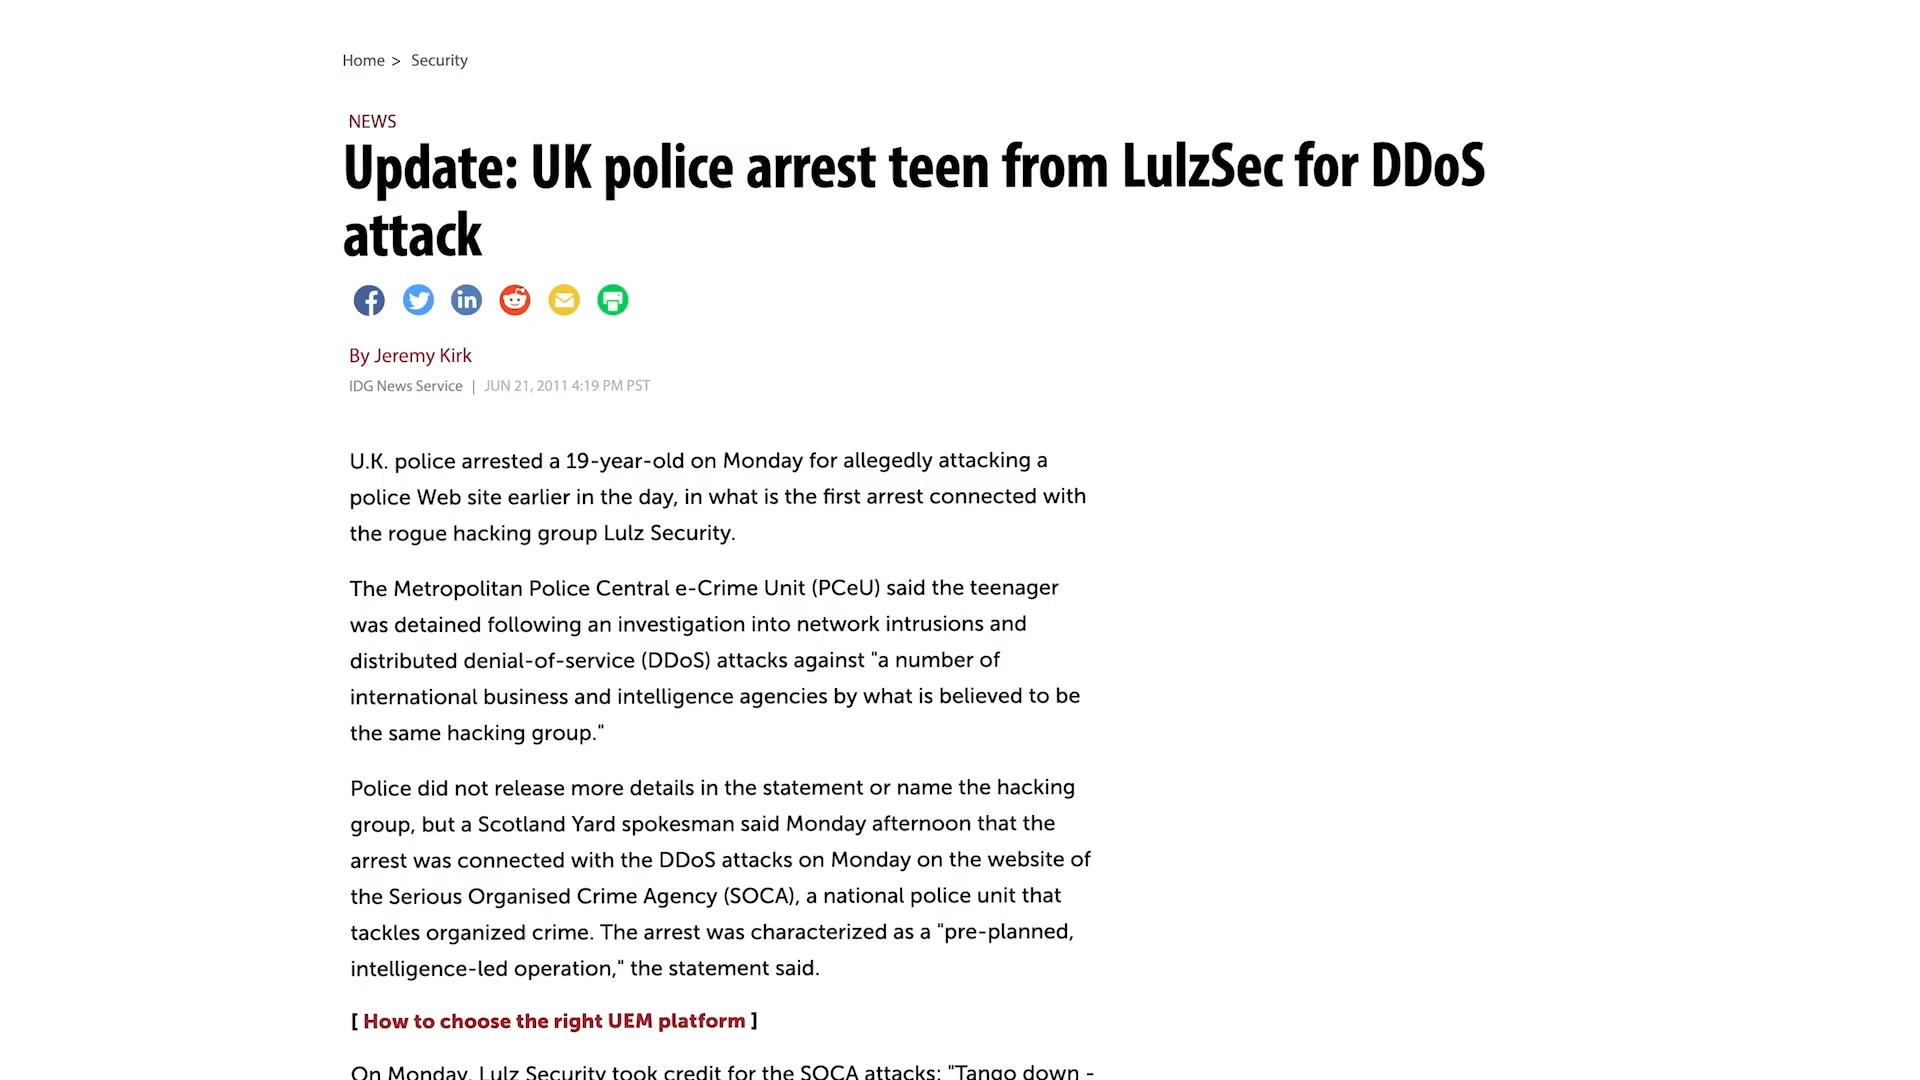 Home > Security
NEWS
Update: UK police arrest teen from LulzSec for DDoS
attack
By Jeremy Kirk
IDG News Service | JUN 21, 2011 4:19 PM PST
U.K. police arrested a 19-year-old on Monday for allegedly attacking a
police Web site earlier in the day, in what is the first arrest connected with
the rogue hacking group Lulz Security.
The Metropolitan Police Central e-Crime Unit (PCeU) said the teenager
was detained following an investigation into network intrusions and
distributed denial-of-service (DDoS) attacks against "a number of
international business and intelligence agencies by what is believed to be
the same hacking group."
Police did not release more details in the statement or name the hacking
group, but a Scotland Yard spokesman said Monday afternoon that the
arrest was connected with the DDoS attacks on Monday on the website of
the Serious Organised Crime Agency (SOCA), a national police unit that
tackles organized crime. The arrest was characterized as a "pre-planned,
intelligence-led operation," the statement said.
[ How to choose the right UEM platform ]
On Monday, Lulz Security took credit for the SOCA attacks: "Tango down -